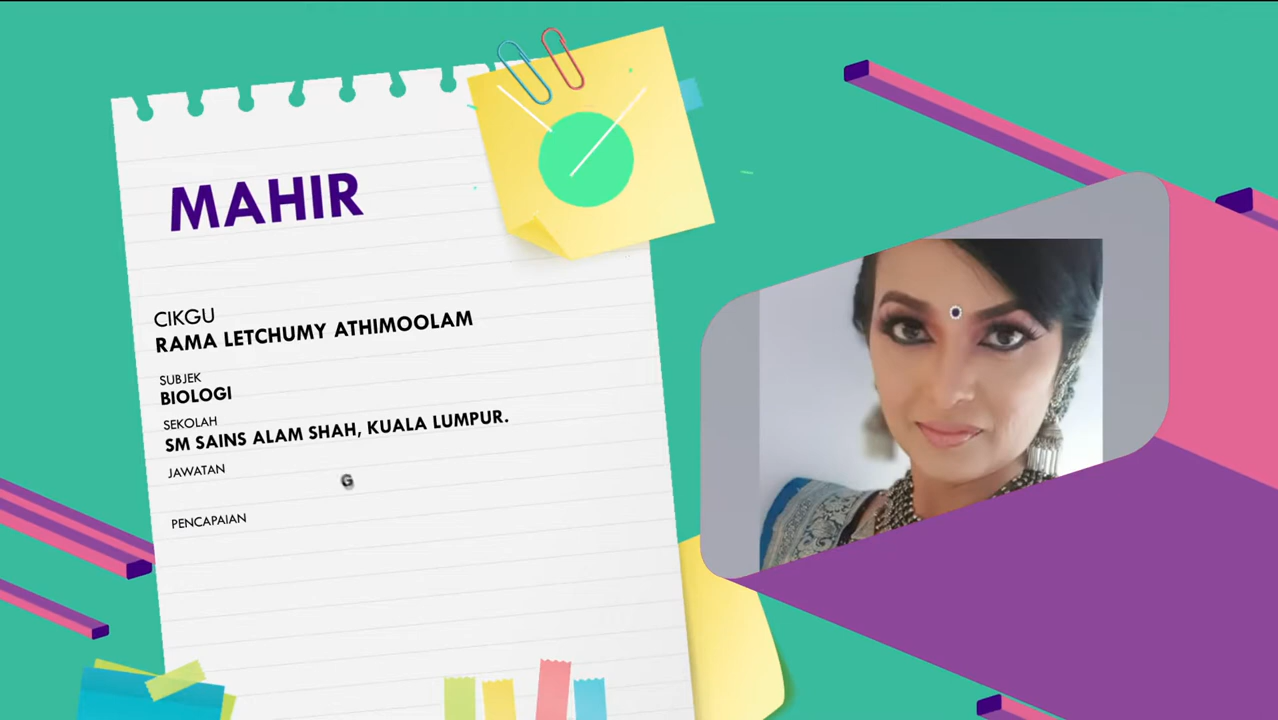 MAHIR
CIKGU
RAMA LETCHUMY ATHIMOOLAM
SUBJEK
BIOLOGI
SEKOLAH
SM SAINS ALAM SHAH, KUALA LUMPUR.
JAWATAN
G
PENCAPAIAN